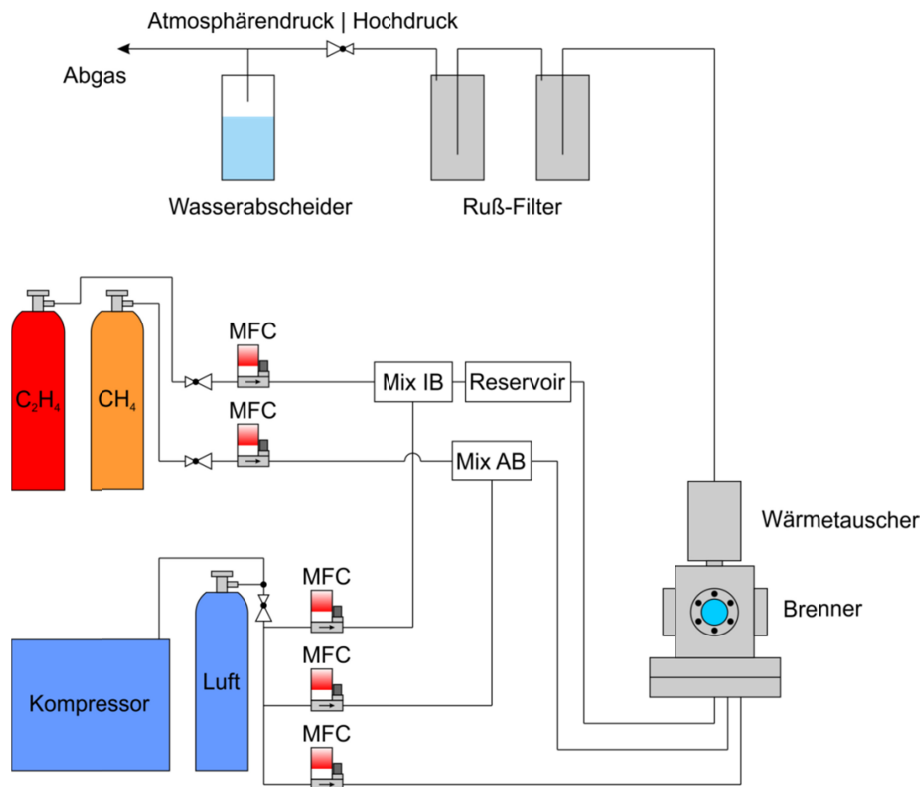 Atmosphärendruck | Hochdruck
Abgas
Wasserabscheider
Ruß-Filter
MFC
Mix IB
Reservoir
C₂H₄
CH₄
MFC
Mix AB
Wärmetauscher
MFC
Brenner
MFC
Luft
Kompressor
MFC